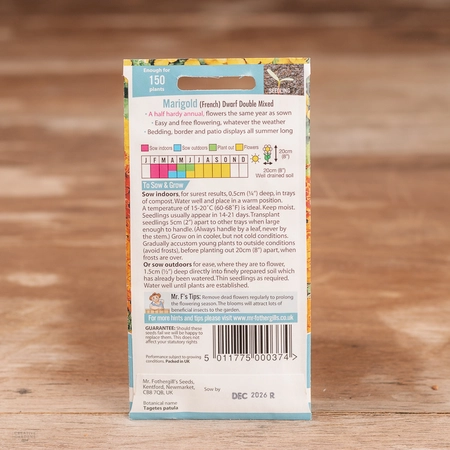 Enough for
150
plants
SEEDLING
Marigold (French) Dwarf Double Mixed
• A half hardy annual, flowers the same year as sown
• Easy and free flowering, whatever the weather
• Bedding, border and patio displays all summer long
Sow indoors Sow outdoors Plant out Flowers
J F M A M J J A S O N D
20cm
(8")
20cm (8")
Well drained soil
To Sow & Grow
Sow indoors, for surest results, 0.5cm (¼") deep, in trays
of compost. Water well and place in a warm position.
A temperature of 15-20˚C (60-68˚F) is ideal. Keep moist.
Seedlings usually appear in 14-21 days. Transplant
seedlings 5cm (2") apart to other trays when large
enough to handle. (Always handle by a leaf, never by
the stem.) Grow on in cooler, but not cold conditions.
Gradually accustom young plants to outside conditions
(avoid frosts), before planting out 20cm (8") apart, when
frosts are over.
Or sow outdoors for ease, where they are to flower,
1.5cm (½") deep directly into finely prepared soil which
has already been watered. Thin seedlings as required.
Water well until plants are established.
Mr. F's Tips: Remove dead flowers regularly to prolong
the flowering season. The blooms will attract lots of
beneficial insects to the garden.
For more hints and tips please visit www.mr-fothergills.co.uk
GUARANTEE: Should these
seeds fail we will be happy to
replace them. This does not
affect your statutory rights
Performance subject to growing
conditions. Packed in UK.
5 011775 000374 >
Mr. Fothergill's Seeds,
Kentford, Newmarket,
CB8 7QB, UK
Sow by
DEC 2026 R
Botanical name
Tagetes patula